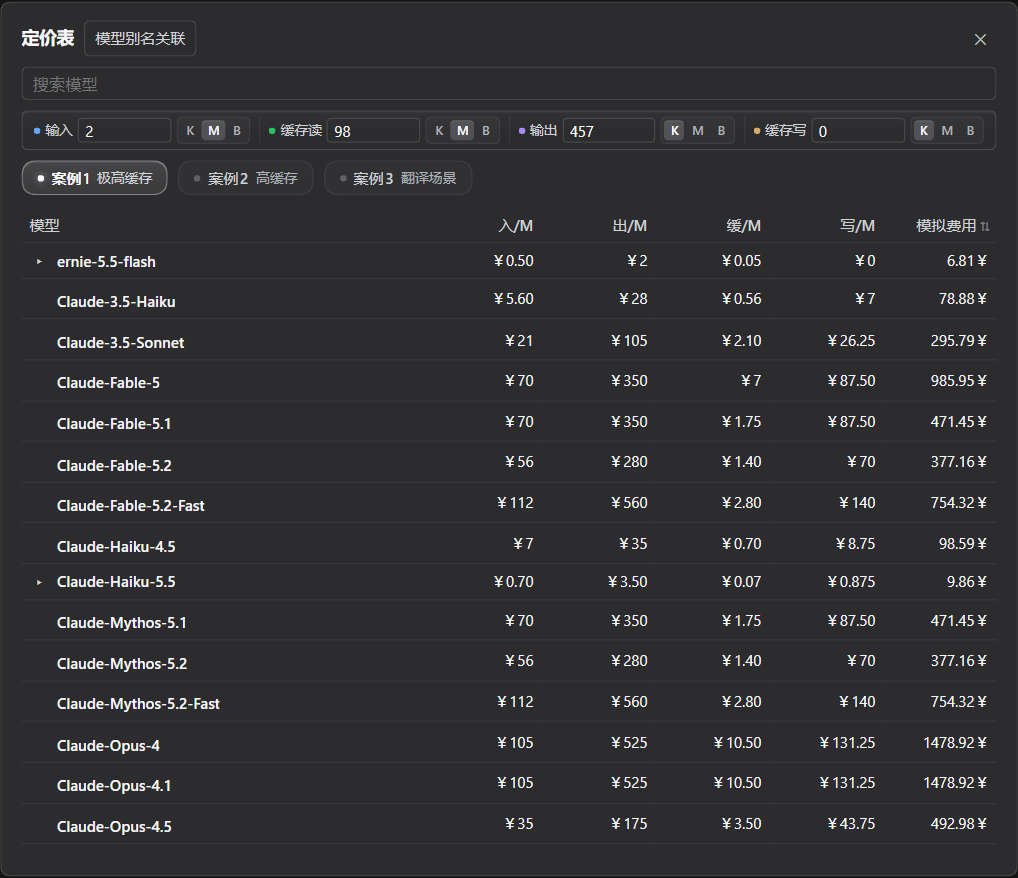 定价表 模型别名关联
搜索模型
输入 2 K M B 缓存读 98 K M B 输出 457 K M B 缓存写 0 K M B
案例1 极高缓存 案例2 高缓存 案例3 翻译场景
模型 入/M 出/M 缓/M 写/M 模拟费用
ernie-5.5-flash ¥0.50 ¥2 ¥0.05 ¥0 6.81¥
Claude-3.5-Haiku ¥5.60 ¥28 ¥0.56 ¥7 78.88¥
Claude-3.5-Sonnet ¥21 ¥105 ¥2.10 ¥26.25 295.79¥
Claude-Fable-5 ¥70 ¥350 ¥7 ¥87.50 985.95¥
Claude-Fable-5.1 ¥70 ¥350 ¥1.75 ¥87.50 471.45¥
Claude-Fable-5.2 ¥56 ¥280 ¥1.40 ¥70 377.16¥
Claude-Fable-5.2-Fast ¥112 ¥560 ¥2.80 ¥140 754.32¥
Claude-Haiku-4.5 ¥7 ¥35 ¥0.70 ¥8.75 98.59¥
Claude-Haiku-5.5 ¥0.70 ¥3.50 ¥0.07 ¥0.875 9.86¥
Claude-Mythos-5.1 ¥70 ¥350 ¥1.75 ¥87.50 471.45¥
Claude-Mythos-5.2 ¥56 ¥280 ¥1.40 ¥70 377.16¥
Claude-Mythos-5.2-Fast ¥112 ¥560 ¥2.80 ¥140 754.32¥
Claude-Opus-4 ¥105 ¥525 ¥10.50 ¥131.25 1478.92¥
Claude-Opus-4.1 ¥105 ¥525 ¥10.50 ¥131.25 1478.92¥
Claude-Opus-4.5 ¥35 ¥175 ¥3.50 ¥43.75 492.98¥